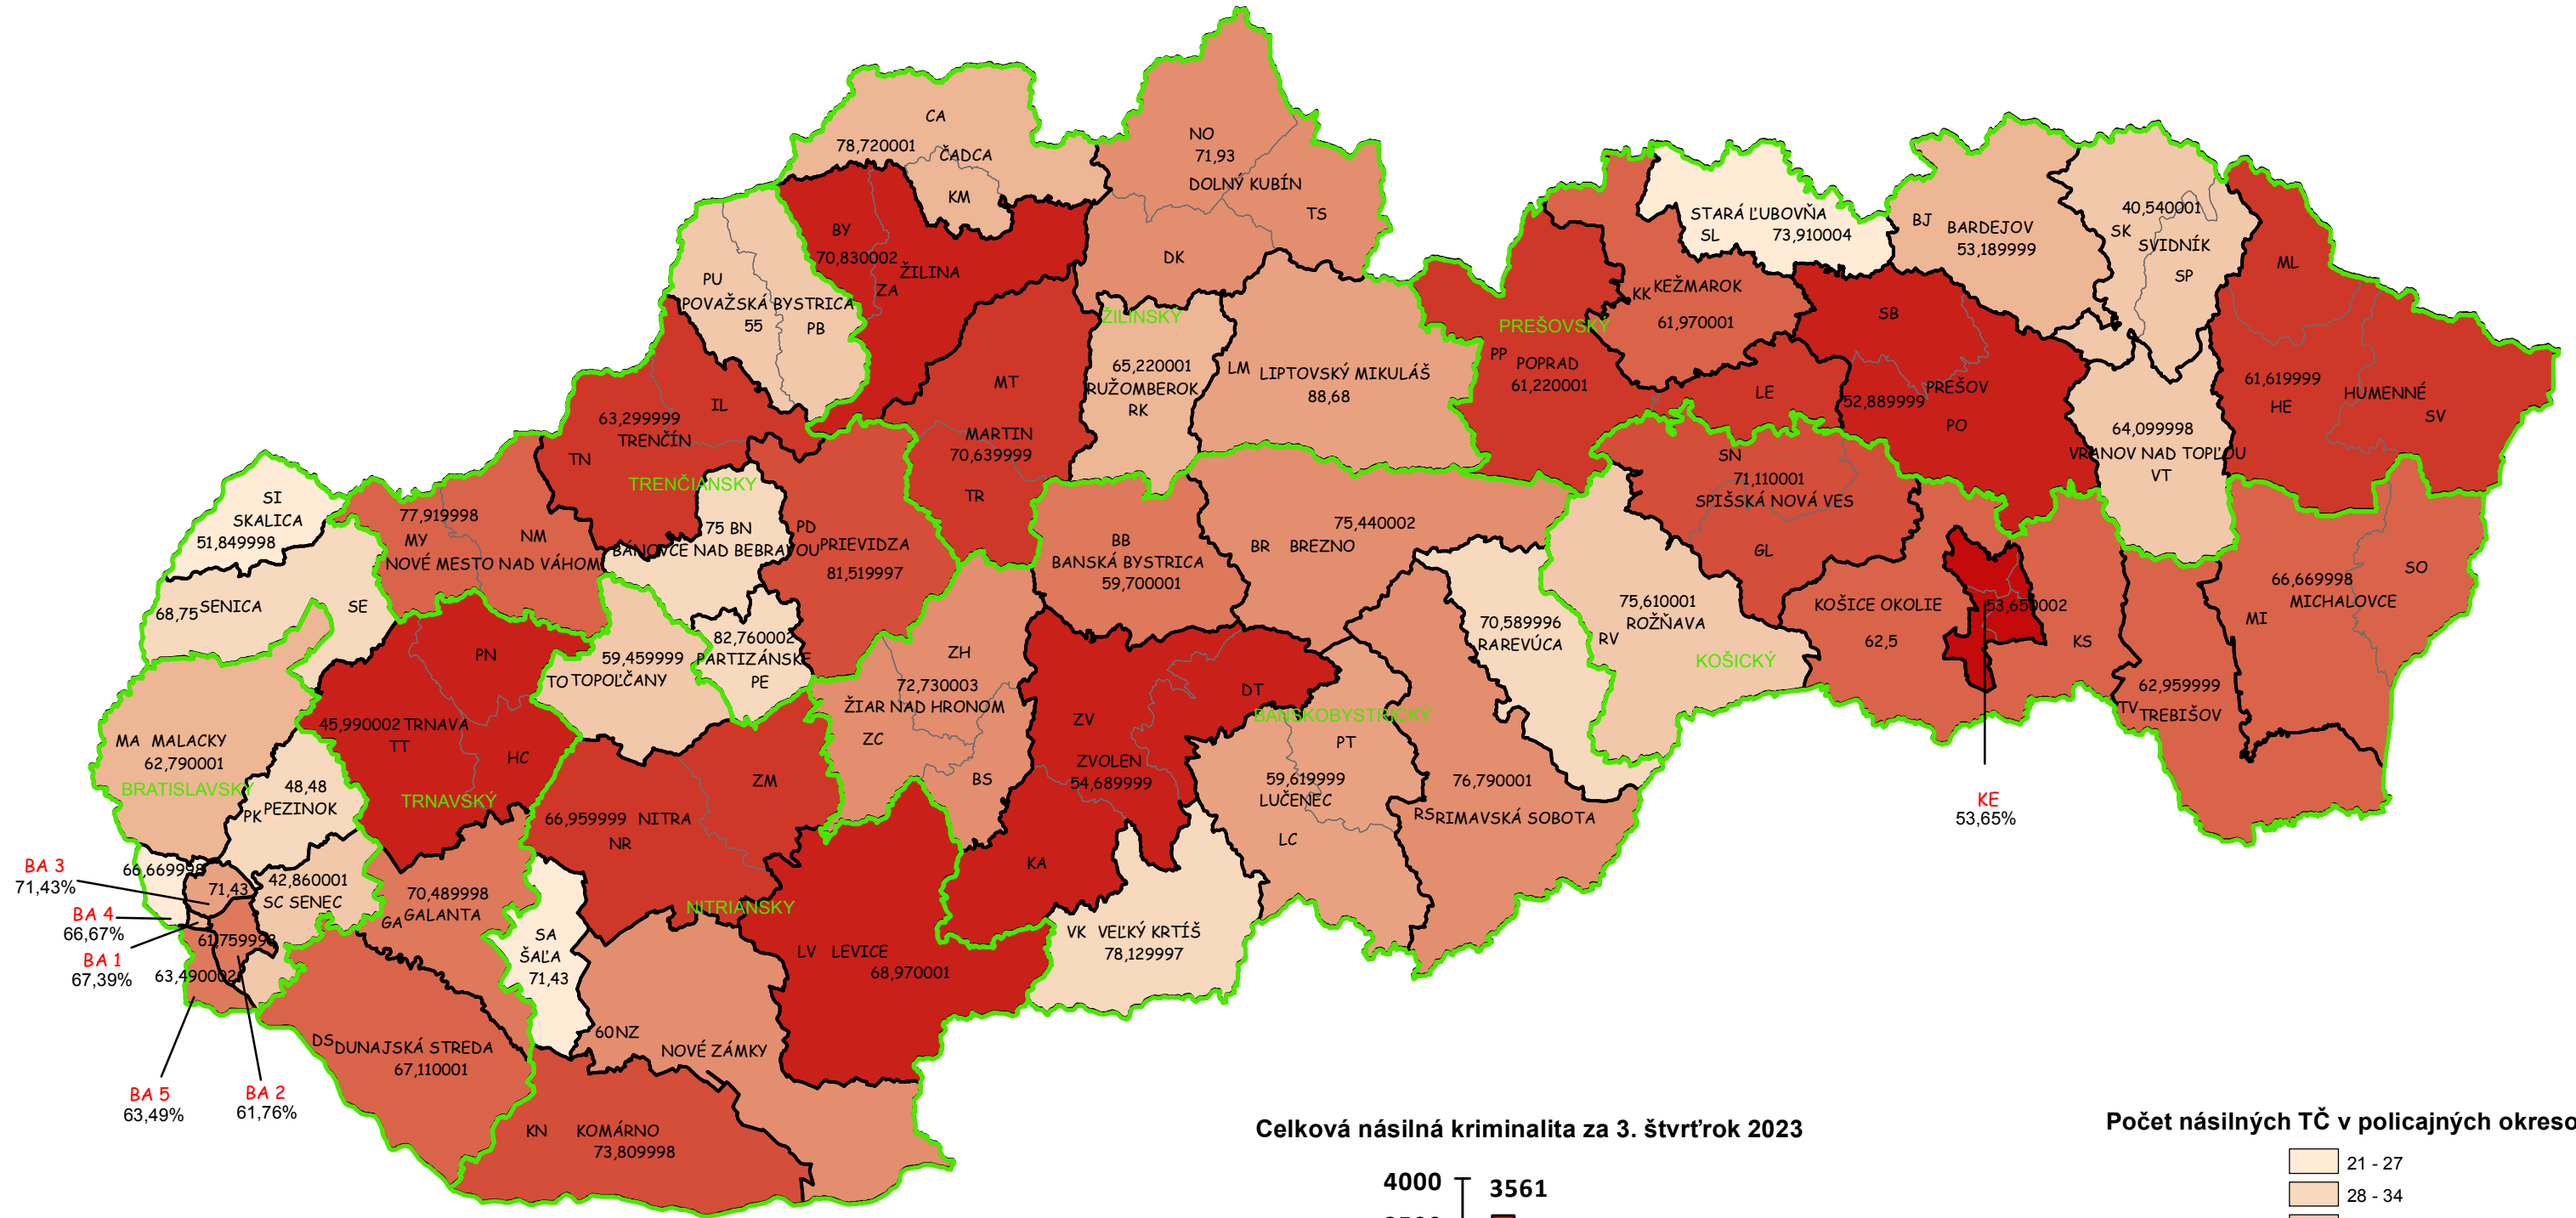 CA
78,720001
ČADCA
KM
NO
71,93
DOLNÝ KUBÍN
TS
DK
BY
70,830002
ŽILINA
ZA
PU
POVAŽSKÁ BYSTRICA
55
PB
STARÁ ĽUBOVŇA
SL
73,910004
BJ
BARDEJOV
53,189999
40,540001
SK
SVIDNÍK
SP
ML
KK
KEŽMAROK
61,970001
SB
PREŠOV
52,889999
PO
ŽILINSKÝ
PREŠOVSKÝ
PP
POPRAD
61,220001
LE
61,619999
HE
HUMENNÉ
SV
MT
MARTIN
70,639999
TR
65,220001
RUŽOMBEROK
RK
LM
LIPTOVSKÝ MIKULÁŠ
88,68
IL
63,299999
TRENČÍN
TN
TRENČIANSKY
64,099998
VRANOV NAD TOPĽOU
VT
SN
71,110001
SPIŠSKÁ NOVÁ VES
GL
SI
SKALICA
51,849998
77,919998
MY
NM
NOVÉ MESTO NAD VÁHOM
75 BN
BÁNOVCE NAD BEBRAVOU
PD
PRIEVIDZA
81,519997
BB
BANSKÁ BYSTRICA
59,700001
75,440002
BR
BREZNO
68,75
SENICA
SE
PN
45,990002
TRNAVA
TT
HC
TRNAVSKÝ
59,459999
TO
TOPOĽČANY
82,760002
PARTIZÁNSKE
PE
ZH
72,730003
ŽIAR NAD HRONOM
ZC
BS
70,589996
RAREVÚCA
75,610001
ROŽŇAVA
RV
KOŠICKÝ
KOŠICE OKOLIE
62,5
53,650002
KS
66,669998
MICHALOVCE
MI
SO
62,959999
TV
TREBIŠOV
KE
53,65%
MA
MALACKY
62,790001
BRATISLAVSKÝ
48,48
PEZINOK
PK
ZV
DT
BANSKOBYSTRICKÝ
ZVOLEN
54,689999
KA
PT
59,619999
LUČENEC
LC
76,790001
RS
RIMAVSKÁ SOBOTA
66,959999
NITRA
NR
ZM
NITRIANSKY
BA 3
71,43%
BA 4
66,67%
BA 1
67,39%
66,669998
71,43
42,860001
SC SENEC
70,489998
GA
GALANTA
63,490002
SA
ŠAĽA
71,43
LV
LEVICE
68,970001
VK
VEĽKÝ KRTÍŠ
78,129997
60
NZ
NOVÉ ZÁMKY
DS
DUNAJSKÁ STREDA
67,110001
BA 5
63,49%
BA 2
61,76%
KN
KOMÁRNO
73,809998
Celková násilná kriminalita za 3. štvrťrok 2023
4000
3561
Počet násilných TČ v policajných
21 - 27
28 - 34